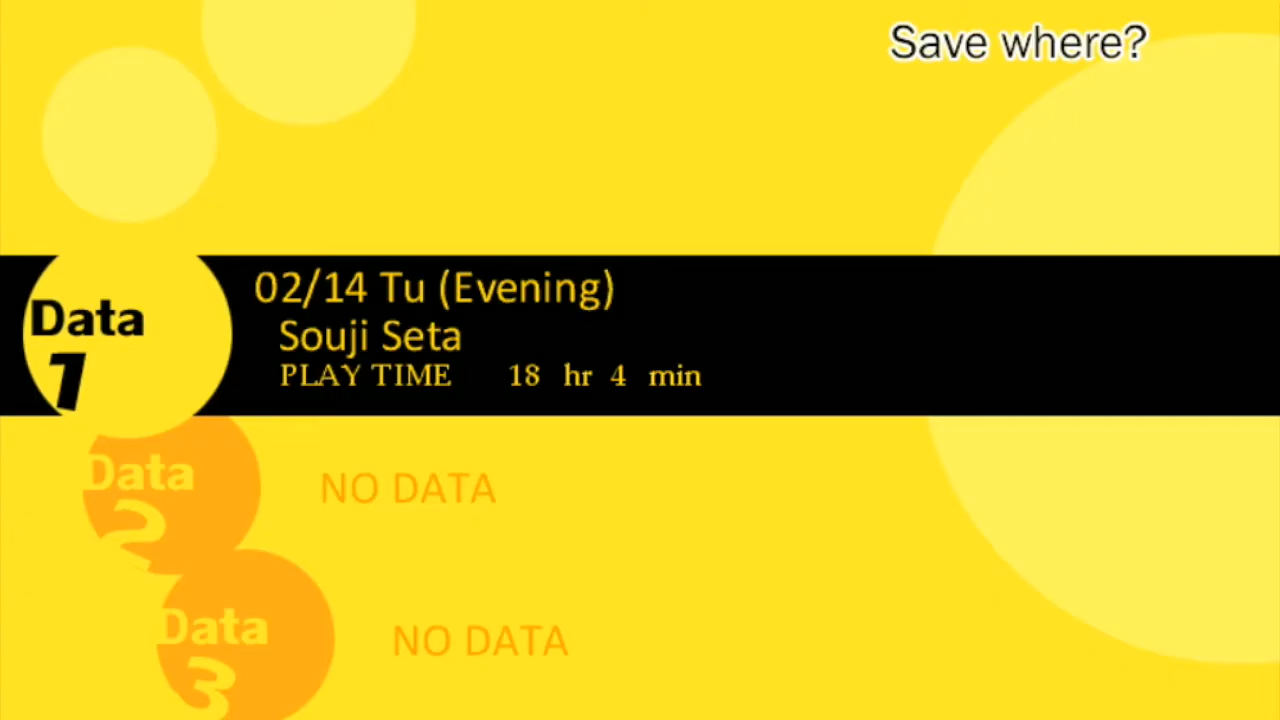 Save where?
Data 1
02/14 Tu (Evening)
Souji Seta
PLAY TIME 18 hr 4 min
Data 2
NO DATA
Data 3
NO DATA